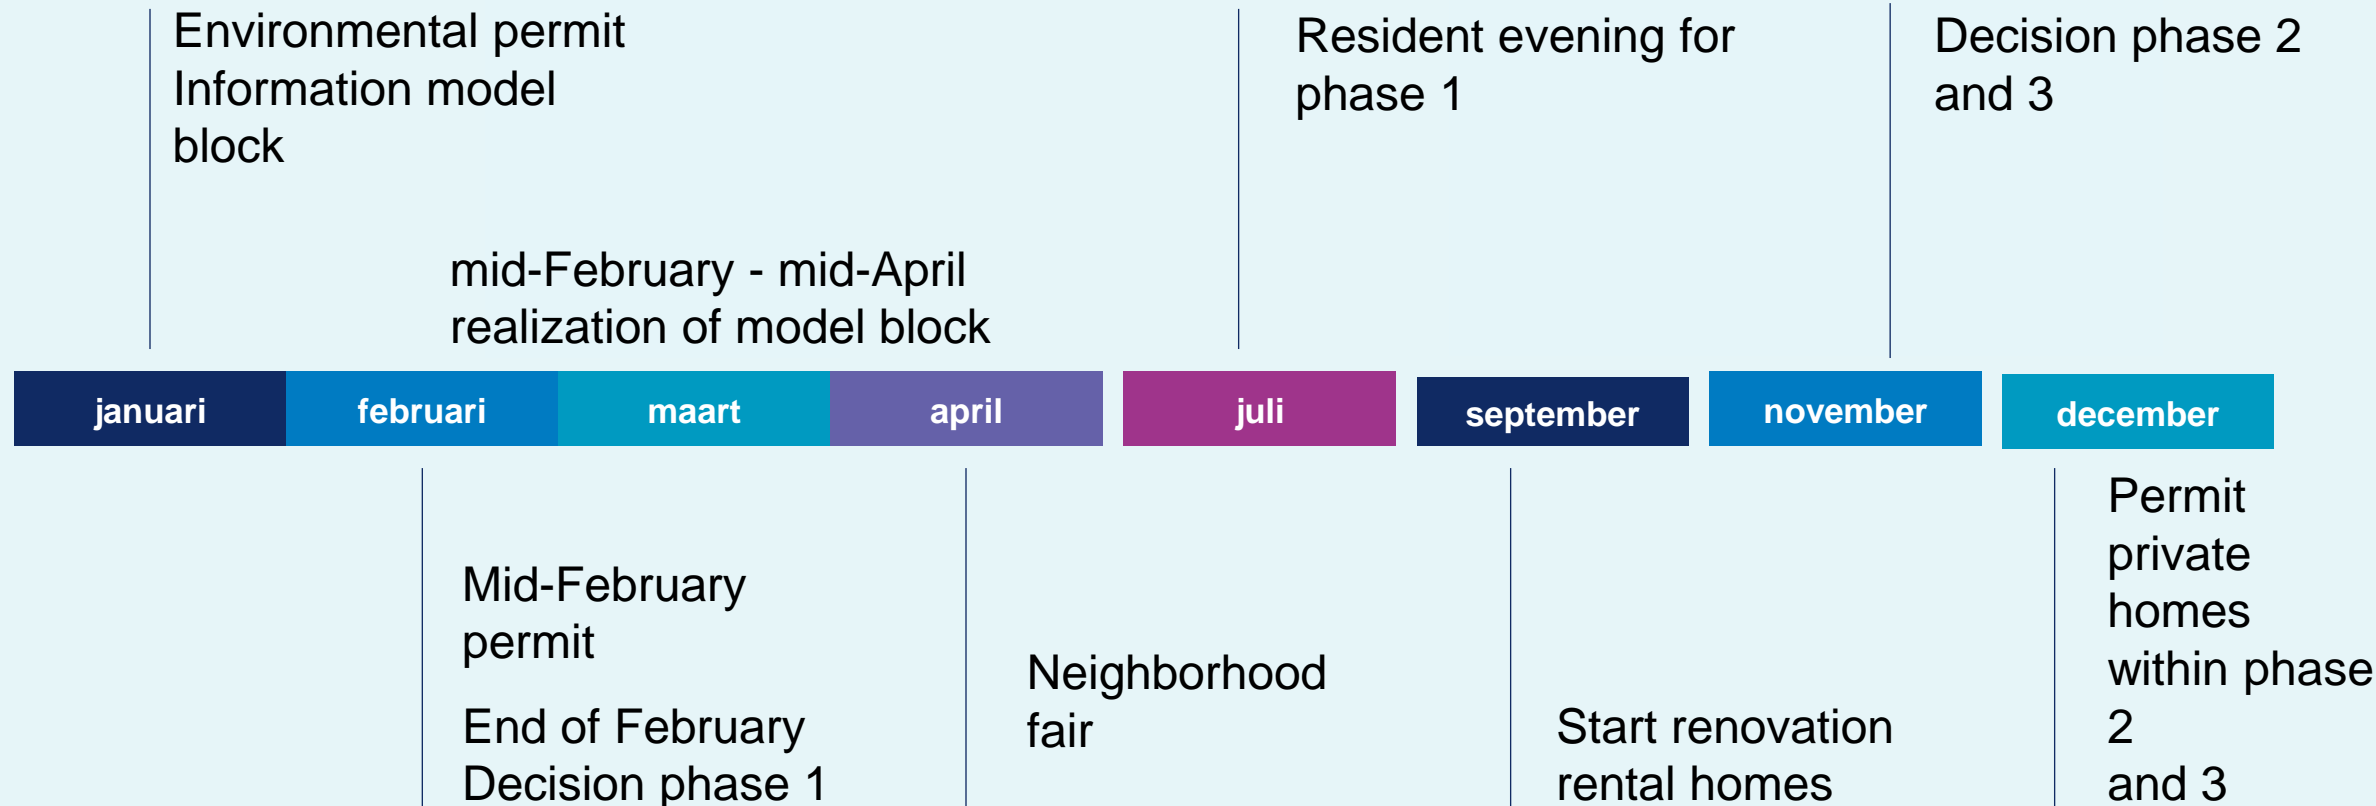 Environmental permit
Information model
block
Resident evening for
phase 1
Decision phase 2
and 3
mid-February - mid-April
realization of model block
januari
februari
maart
april
juli
september
november
december
Mid-February
permit
End of February
Decision phase 1
Neighborhood
fair
Start renovation
rental homes
Permit
private
homes
within phase
2
and 3